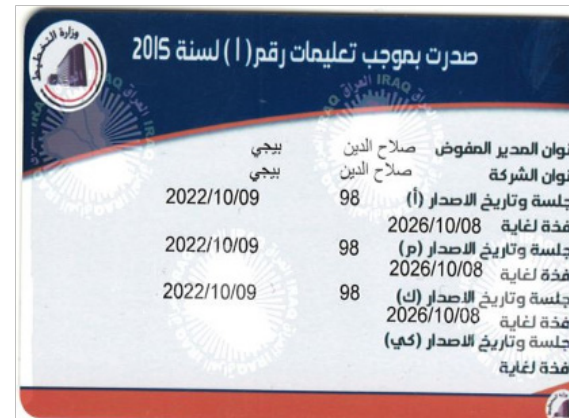 وزارة التخطيط
صدرت بموجب تعليمات رقم ( ا ) لسنة 2015
نوان المدير المفوض صلاح الدين بيجي
نوان الشركة صلاح الدين بيجي
جلسة وتاريخ الاصدار (أ) 98 2022/10/09
فذة لغاية 2026/10/08
جلسة وتاريخ الاصدار (م) 98 2022/10/09
فذة لغاية 2026/10/08
جلسة وتاريخ الاصدار (ك) 98 2022/10/09
فذة لغاية 2026/10/08
جلسة وتاريخ الاصدار (كي)
فذة لغاية
العراق IRAQ